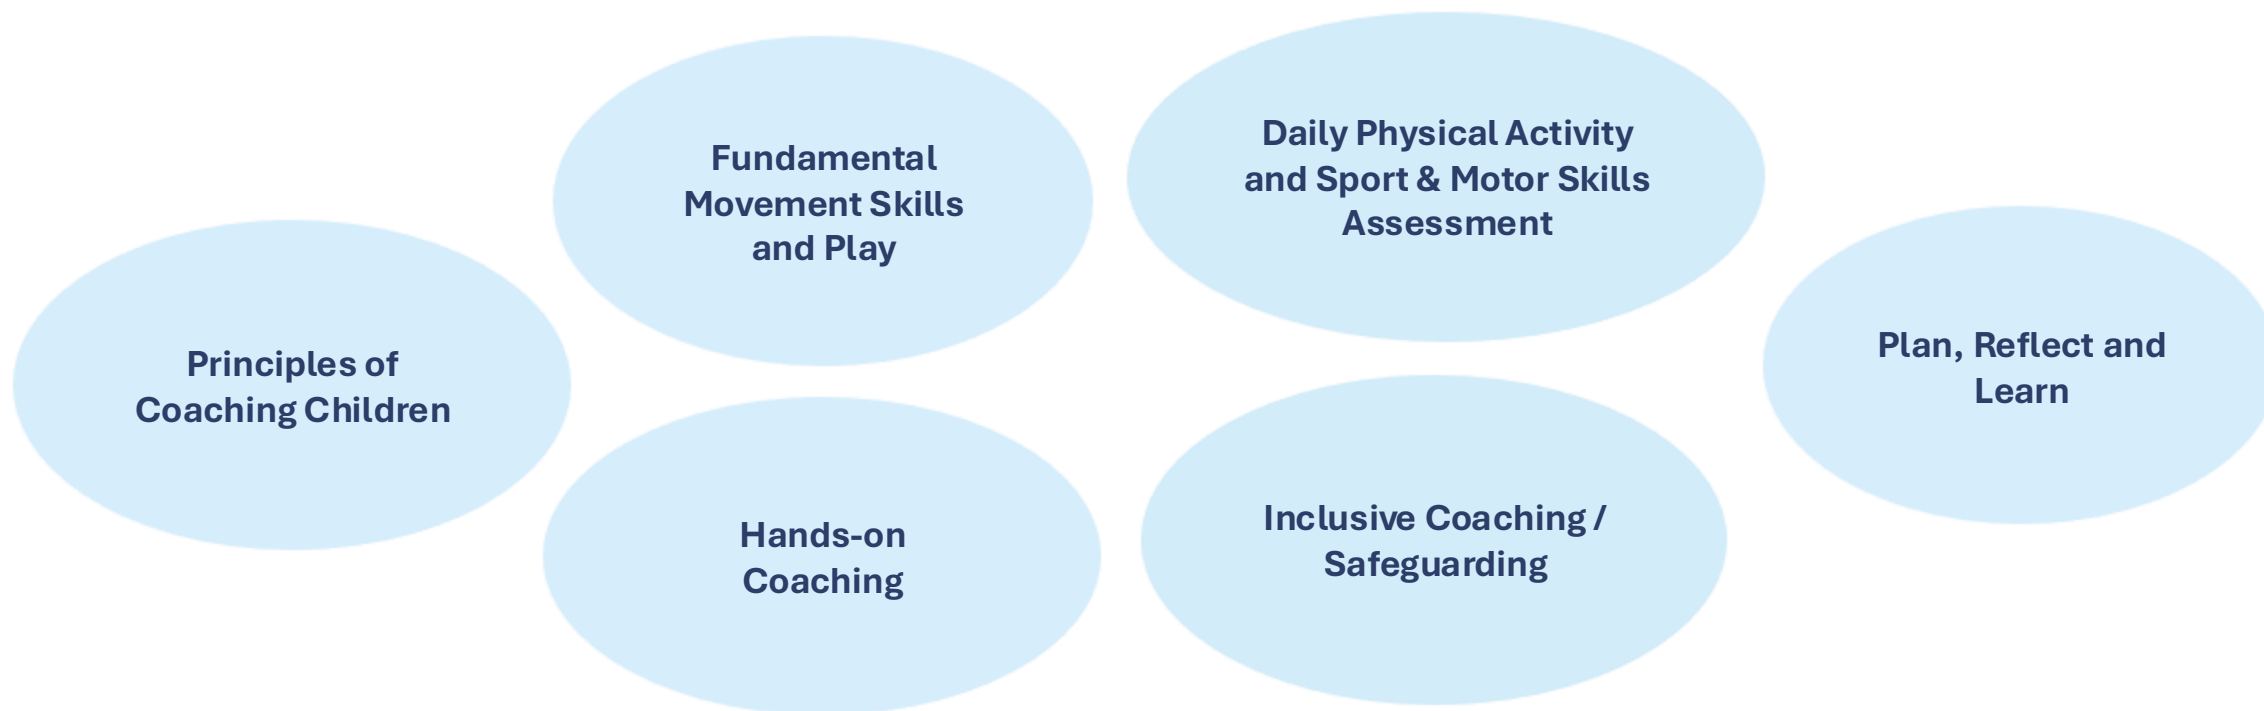 Principles of
Coaching Children
Fundamental
Movement Skills
and Play
Hands-on
Coaching
Daily Physical Activity
and Sport & Motor Skills
Assessment
Inclusive Coaching /
Safeguarding
Plan, Reflect and
Learn